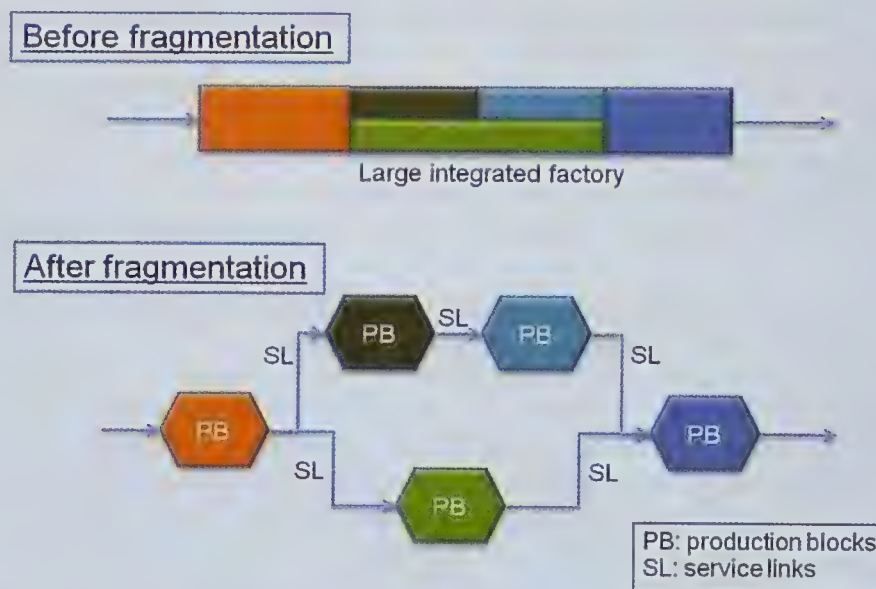 Before fragmentation
Large integrated factory
After fragmentation
PB
SL
PB
SL
SL
PB
PB
SL
SL
PB
PB: production blocks
SL: service links